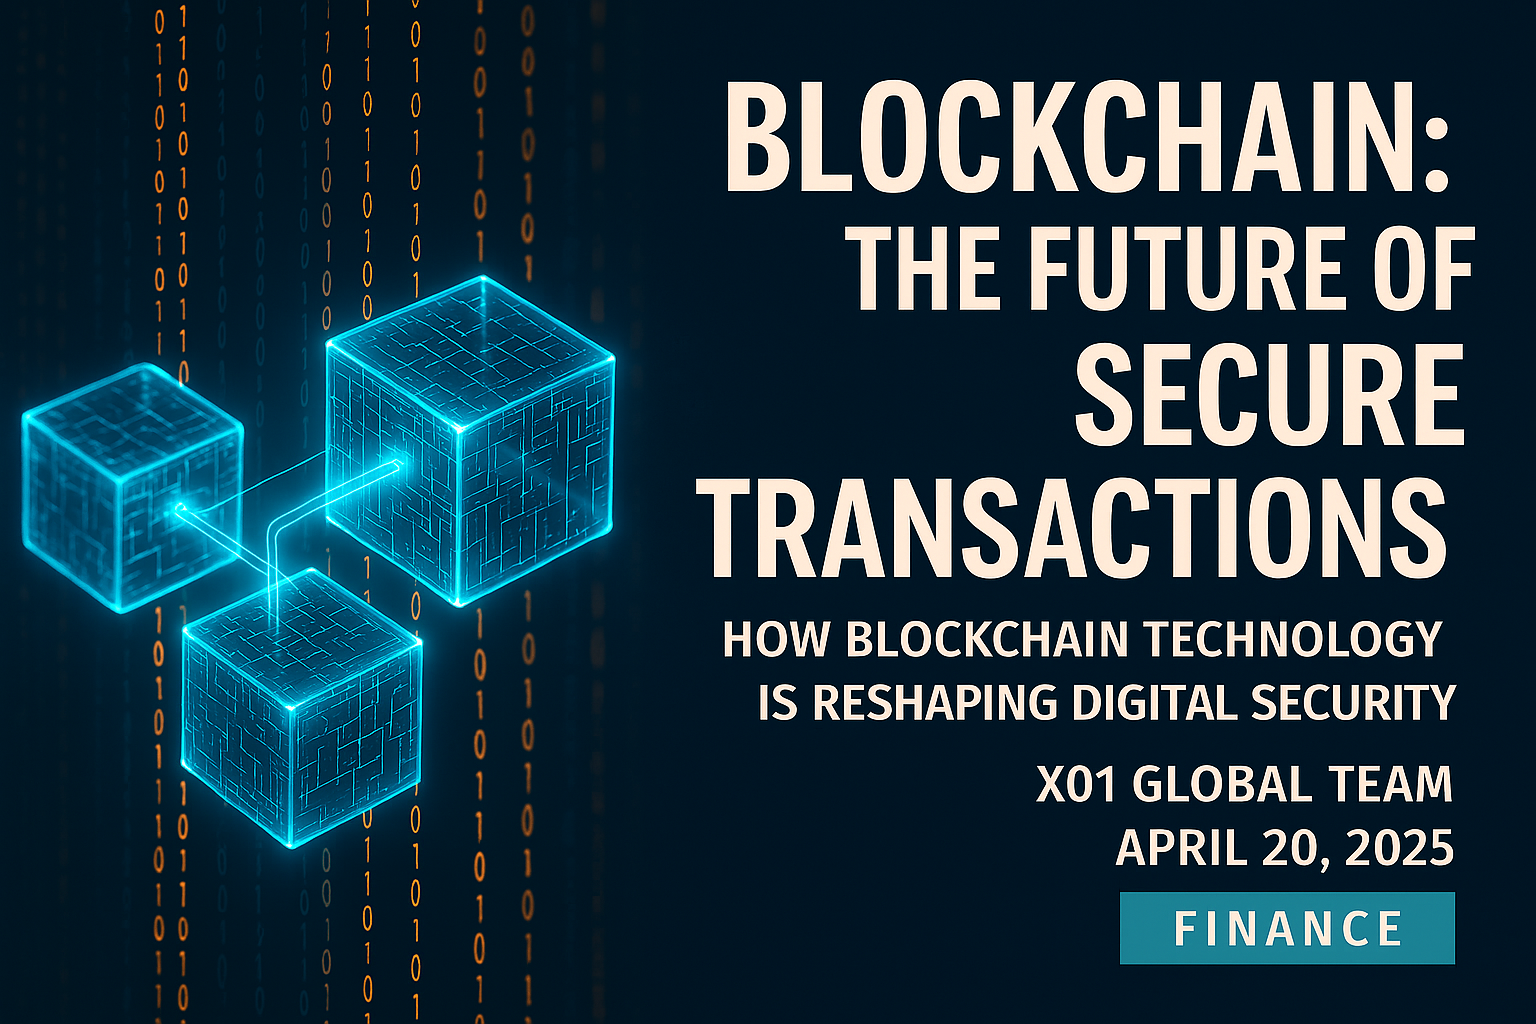 BLOCKCHAIN:
THE FUTURE OF
SECURE
TRANSACTIONS
HOW BLOCKCHAIN TECHNOLOGY
IS RESHAPING DIGITAL SECURITY
X01 GLOBAL TEAM
APRIL 20, 2025
FINANCE